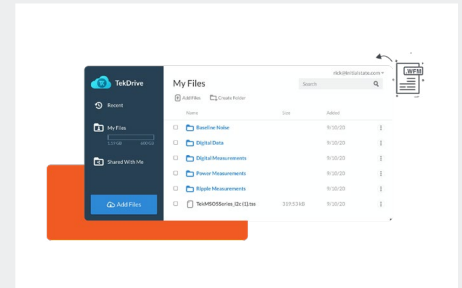 TekDrive
My Files
.WFM
Search
Add Files
Create Folder
Recent
Name
Size
Added
My Files
Baseline Noise
9/10/20
Digital Data
9/10/20
Shared With Me
Digital Measurements
9/10/20
Power Measurements
9/10/20
Ripple Measurements
9/10/20
Add Files
9/10/20